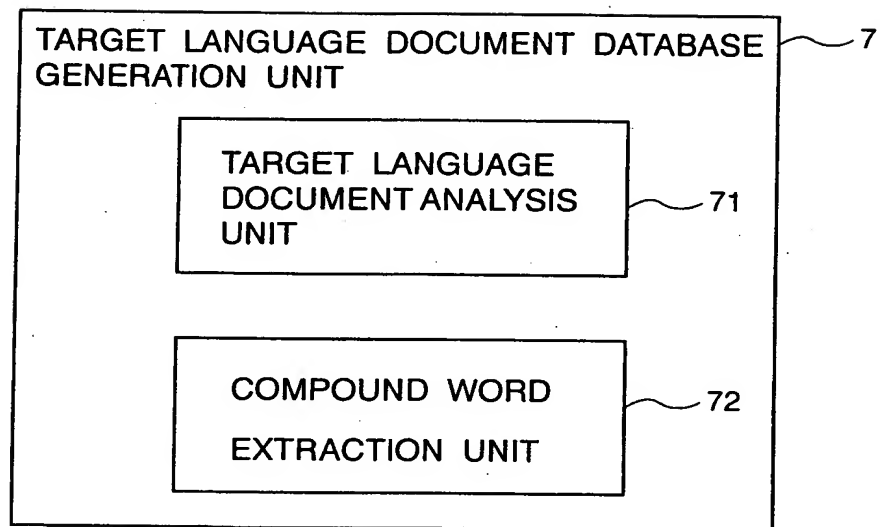 TARGET LANGUAGE DOCUMENT DATABASE 7
GENERATION UNIT
TARGET LANGUAGE
DOCUMENT ANALYSIS 71
UNIT
COMPOUND WORD 72
EXTRACTION UNIT